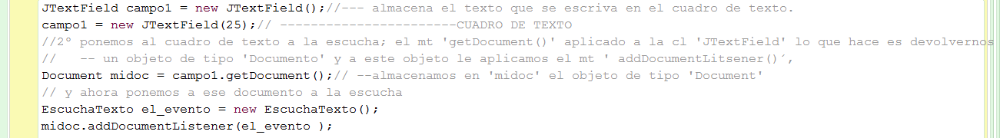 JTextField campo1 = new JTextField();//--- almacena el texto que se escriva en el cuadro de texto.
campo1 = new JTextField(25);// -----------------------CUADRO DE TEXTO
//2º ponemos al cuadro de texto a la escucha; el mt 'getDocument()' aplicado a la cl 'JTextField' lo que hace es devolvernos
//   -- un objeto de tipo 'Documento' y a este objeto le aplicamos el mt ' addDocumentLitsener()´,
Document midoc = campo1.getDocument();// --almacenamos en 'midoc' el objeto de tipo 'Document'
// y ahora ponemos a ese documento a la escucha
EscuchaTexto el_evento = new EscuchaTexto();
midoc.addDocumentListener(el_evento );